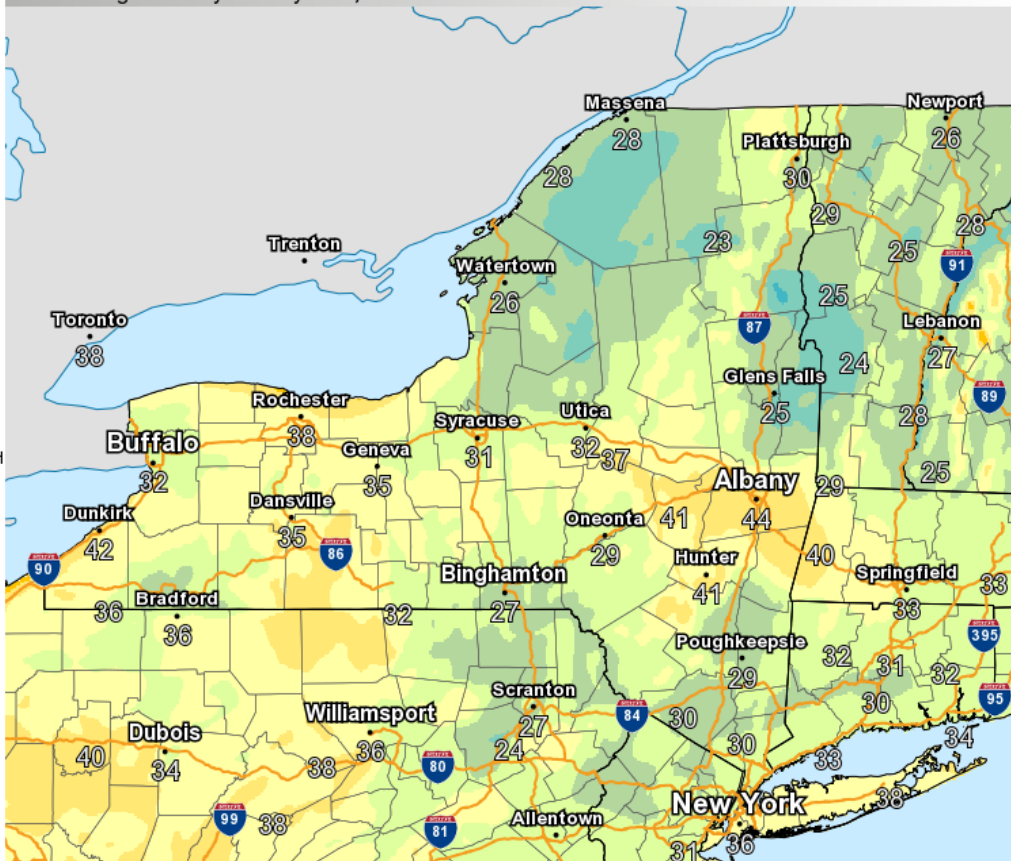 Massena
28
Newport
26
Plattsburgh
30
28
29
28
Trenton
23
25
91
Watertown
26
25
Toronto
38
87
Lebanon
27
24
Glens Falls
25
89
Rochester
38
Utica
32
28
Syracuse
31
Buffalo
32
Geneva
35
37
25
Albany
44
29
Dansville
35
Dunkirk
42
Oneonta
29
41
86
40
90
Hunter
41
Binghamton
27
Springfield
33
33
Bradford
36
36
32
395
Poughkeepsie
29
32
31
32
Scranton
27
95
30
84
30
Williamsport
36
34
Dubois
34
40
24
30
33
38
80
New York
36
38
99
38
81
Allentown
31